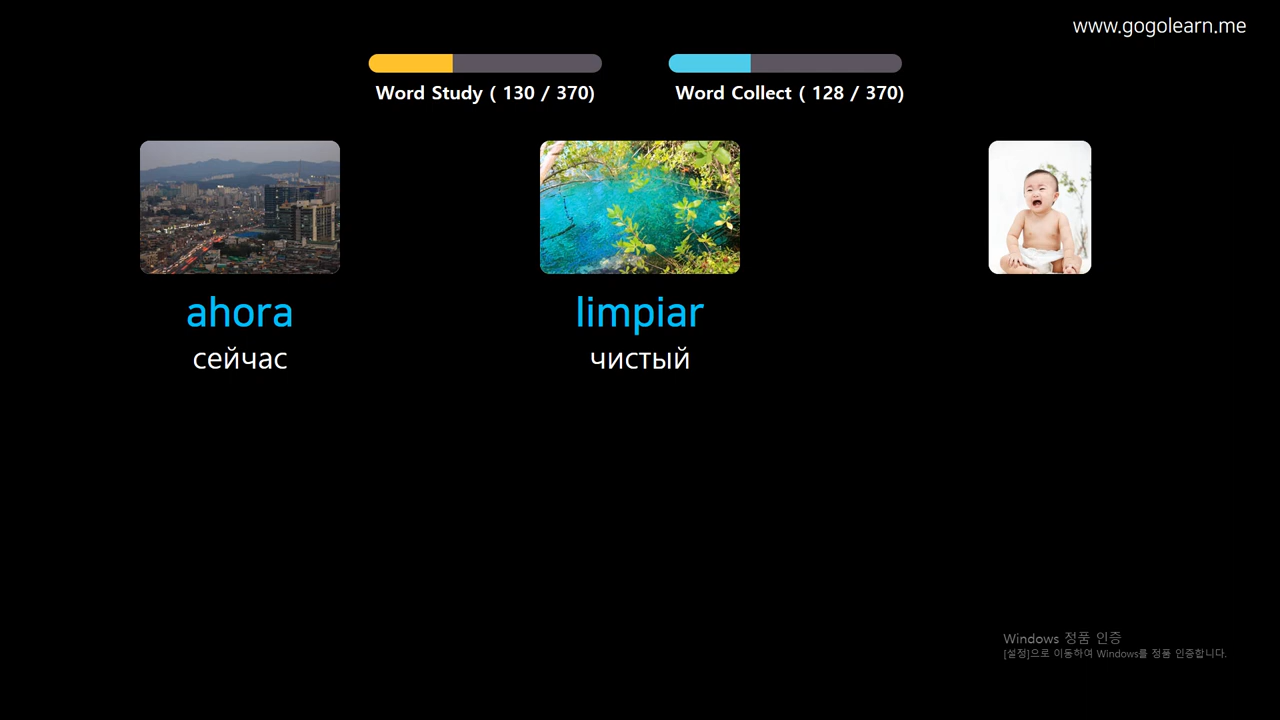 www.gogolearn.me
Word Study ( 130 / 370)
Word Collect ( 128 / 370)
ahora
limpiar
сейчас
чистый
Windows 정품 인증
[설정]으로 이동하여 Windows를 정품 인증합니다.